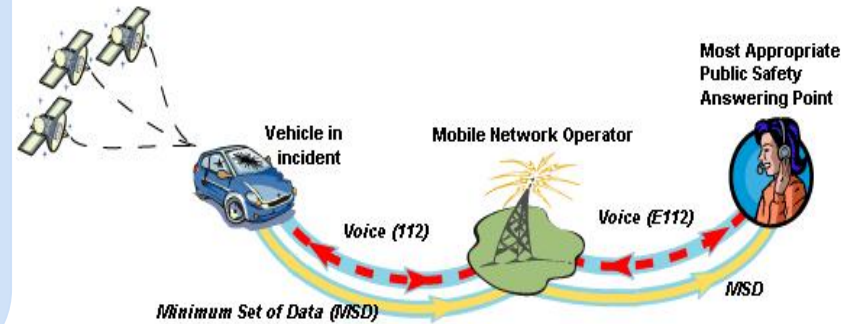 Most Appropriate
Public Safety
Answering Point
Vehicle in
incident
Mobile Network Operator
Voice (112)
Voice (E112)
MSD
Minimum Set of Data (MSD)